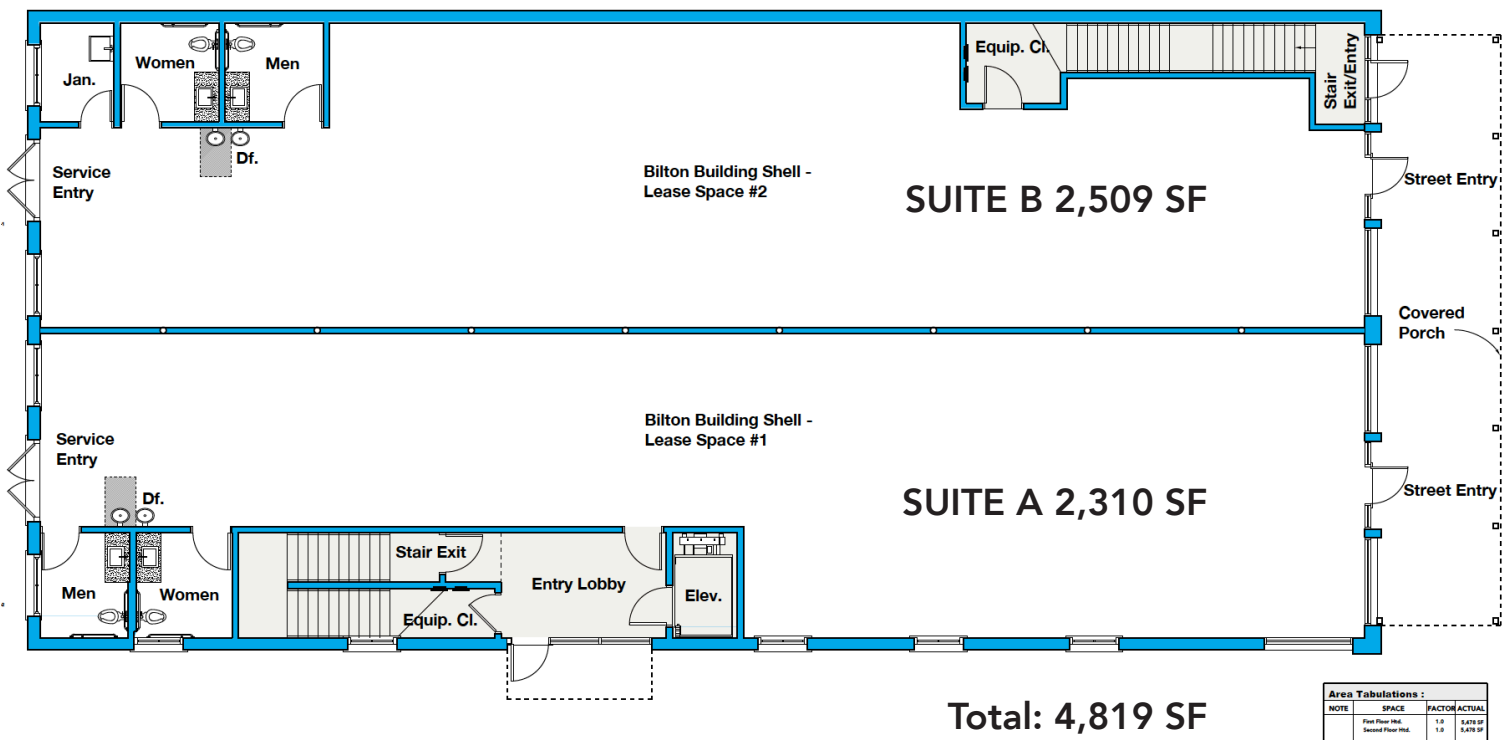 Jan.
Women
Men
Equip. Cl.
Stair
Exit/Entry
Df.
Service
Entry
Bilton Building Shell -
Lease Space #2
SUITE B 2,509 SF
Street Entry
Covered
Porch
Bilton Building Shell -
Lease Space #1
Service
Entry
SUITE A 2,310 SF
Street Entry
Df.
Men
Women
Stair Exit
Equip. Cl.
Entry Lobby
Elev.
Total: 4,819 SF
Area Tabulations :
NOTE SPACE FACTOR ACTUAL
First Floor Htd. 1.0 5,478 SF
Second Floor Htd. 1.0 5,478 SF